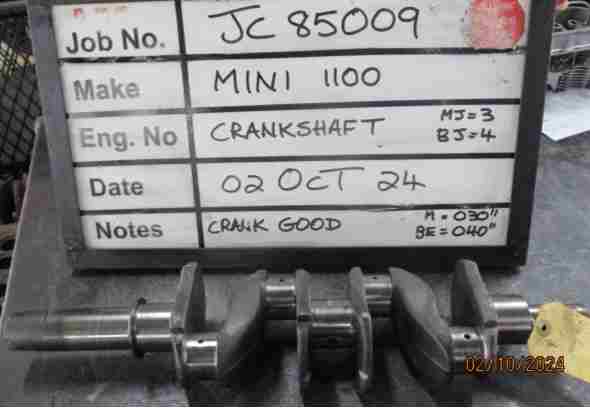 Job No. JC 85009
Make MINI 1100
Eng. No CRANKSHAFT MJ=3
BJ=4
Date 02 OCT 24
Notes CRANK GOOD M = .030"
BE = .040"
02/10/2024